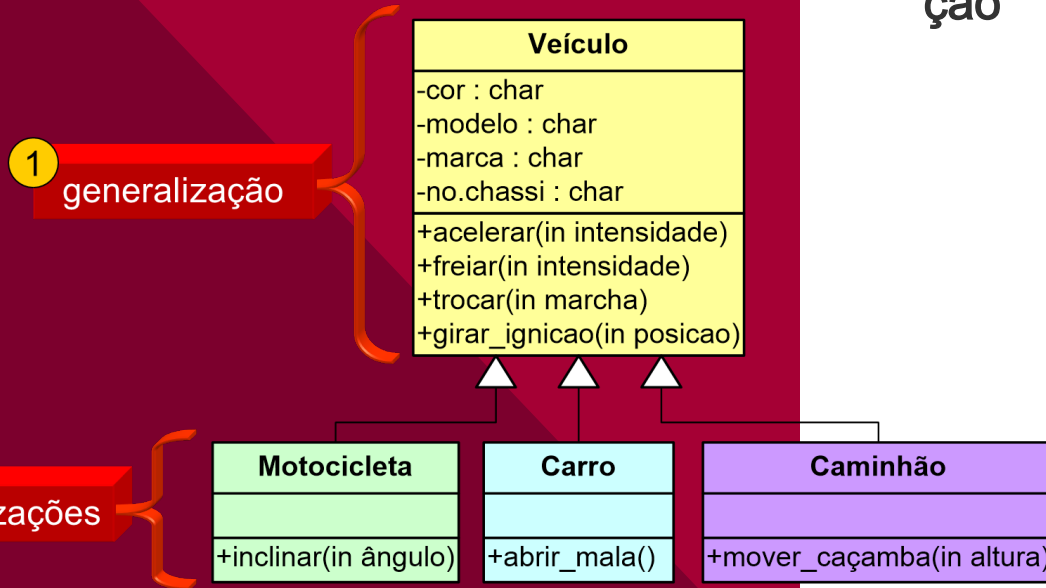 ção
Veículo
-cor : char
-modelo : char
-marca : char
-no.chassi : char
1
generalização
+acelerar(in intensidade)
+freiar(in intensidade)
+trocar(in marcha)
+girar_ignicao(in posicao)
zações
Motocicleta
+inclinar(in ângulo)
Carro
+abrir_mala()
Caminhão
+mover_caçamba(in altura)